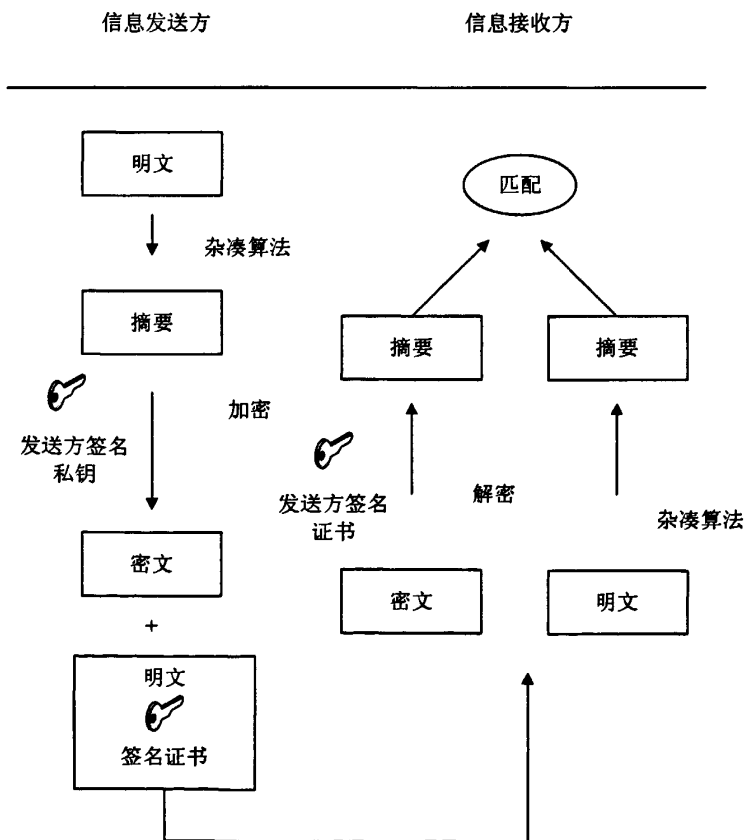 信息发送方
信息接收方
明文
杂凑算法
摘要
加密
发送方签名
私钥
密文
+
明文
签名证书
匹配
摘要
摘要
发送方签名
证书
解密
杂凑算法
密文
明文